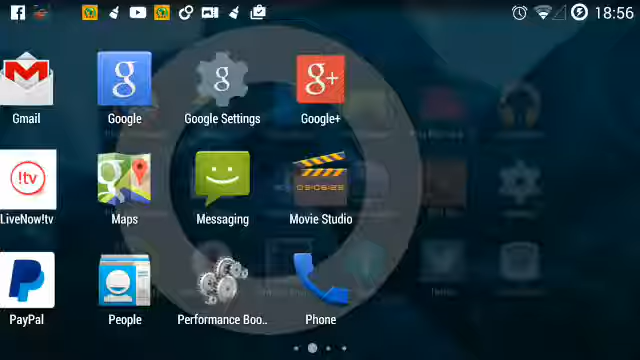 18:56
g
g
g+
Gmail
Google
Google Settings
Google+
!tv
g
LiveNow!tv
Maps
Messaging
Movie Studio
PayPal
People
Performance Boo..
Phone